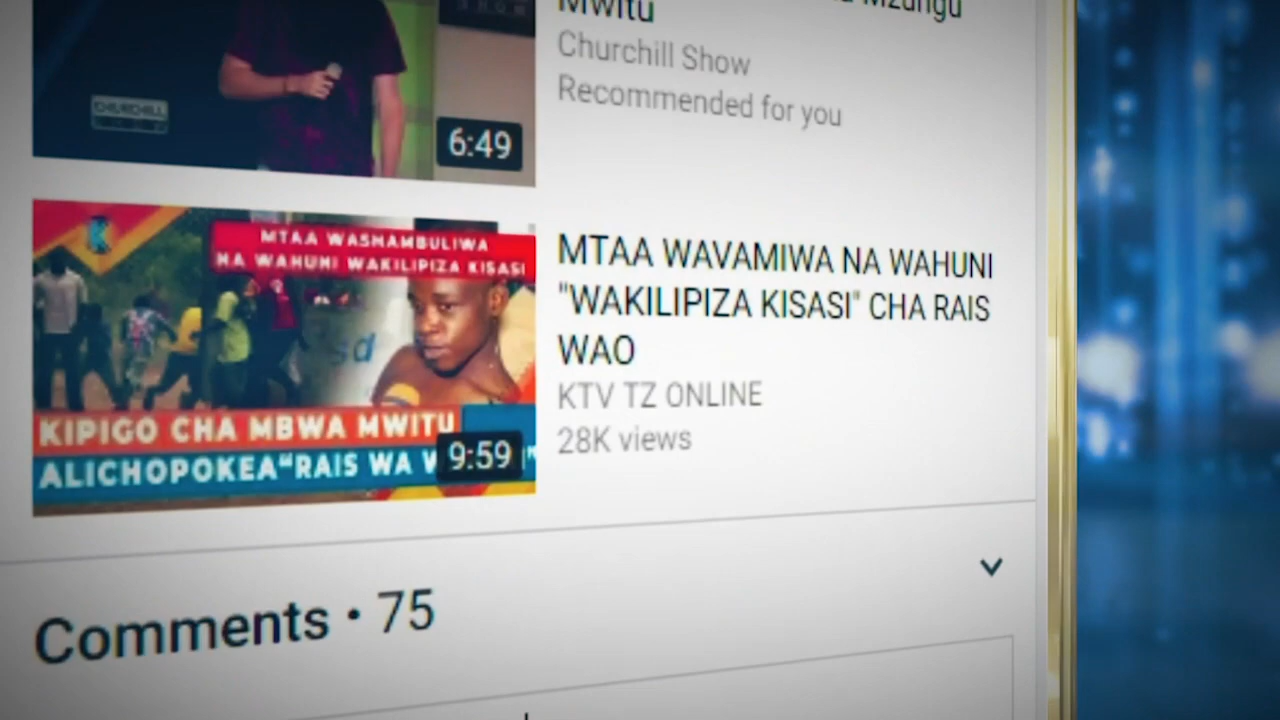 Mzungu
Mwitu
Churchill Show
Recommended for you
CHURCHILL
SHOW
6:49
MTAA WASHAMBULIWA
NA WAHUNI WAKILIPIZA KISASI
KIPIGO CHA MBWA MWITU
ALICHOPOKEA "RAIS WA W
9:59
MTAA WAVAMIWA NA WAHUNI
"WAKILIPIZA KISASI" CHA RAIS
WAO
KTV TZ ONLINE
28K views
Comments • 75